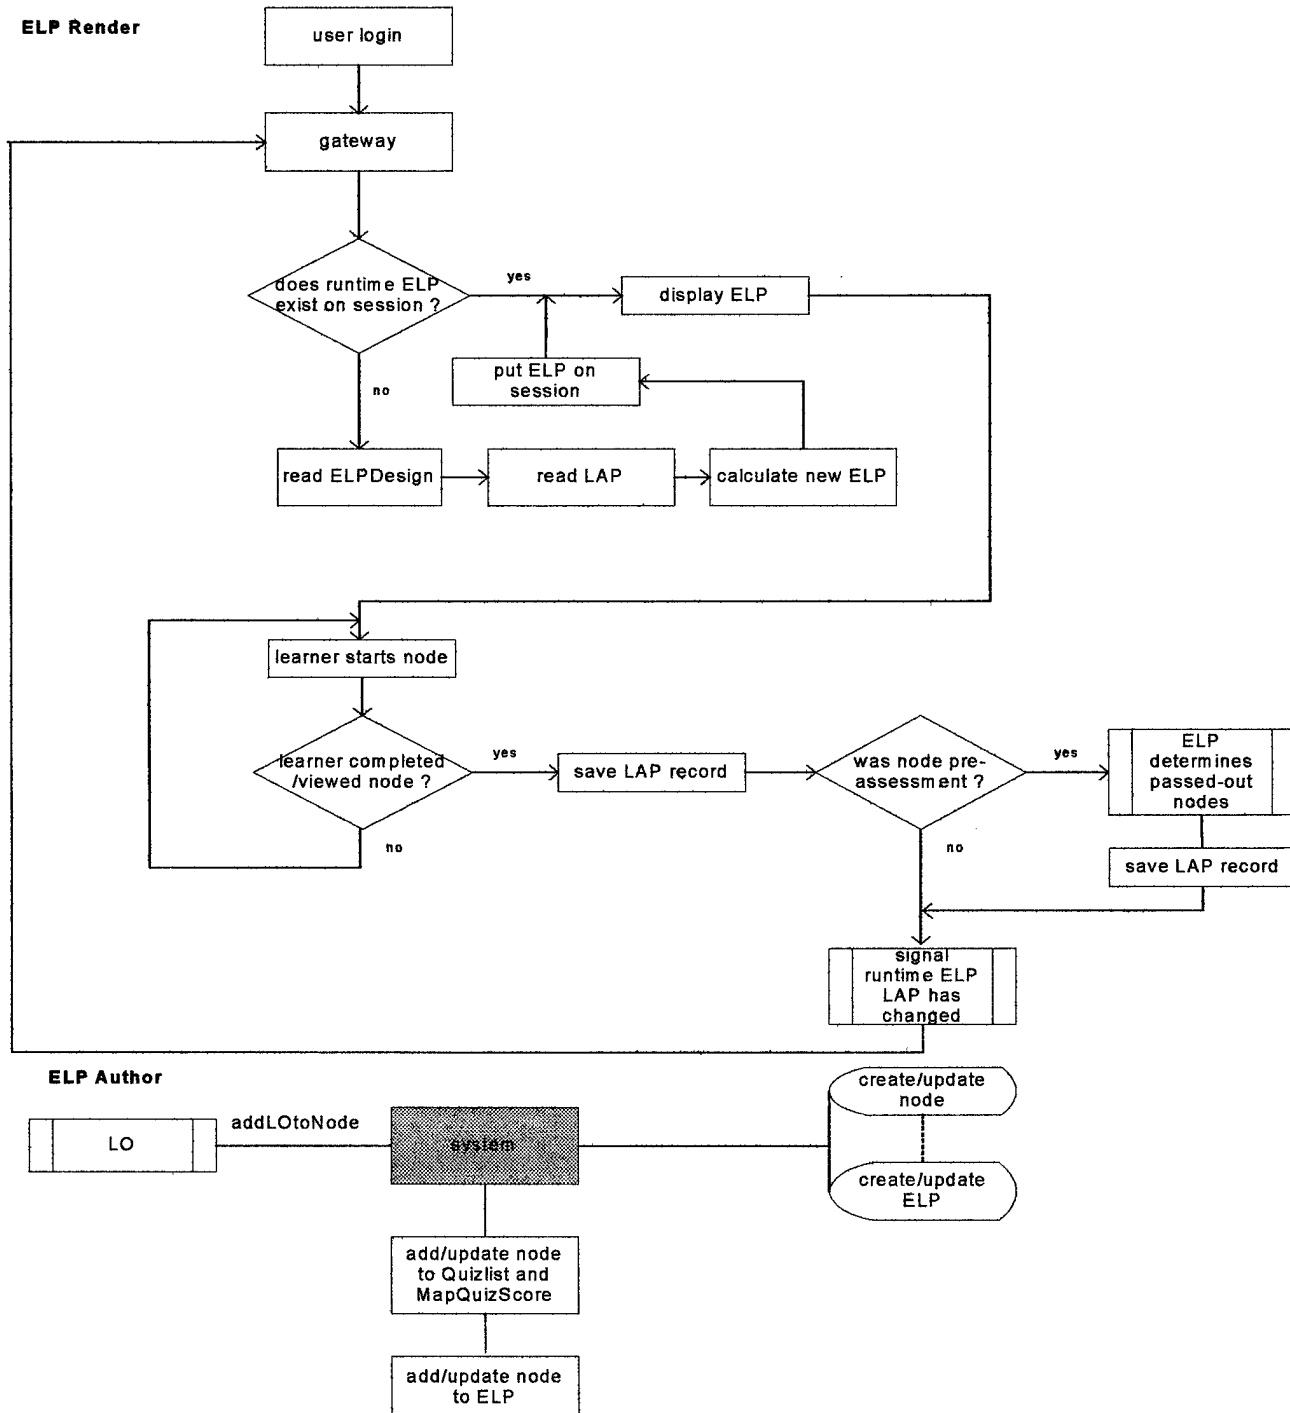 ELP Render
user login
gateway
does runtime ELP
exist on session ?
yes
display ELP
put ELP on
session
no
read ELPDesign
read LAP
calculate new ELP
learner starts node
learner completed
/viewed node ?
yes
save LAP record
was node pre-
assessment ?
yes
ELP
determines
passed-out
nodes
no
no
save LAP record
signal
runtime ELP
LAP has
changed
ELP Author
create/update
node
LO
addLOtoNode
system
create/update
ELP
add/update node
to Quizlist and
MapQuizScore
add/update node
to ELP